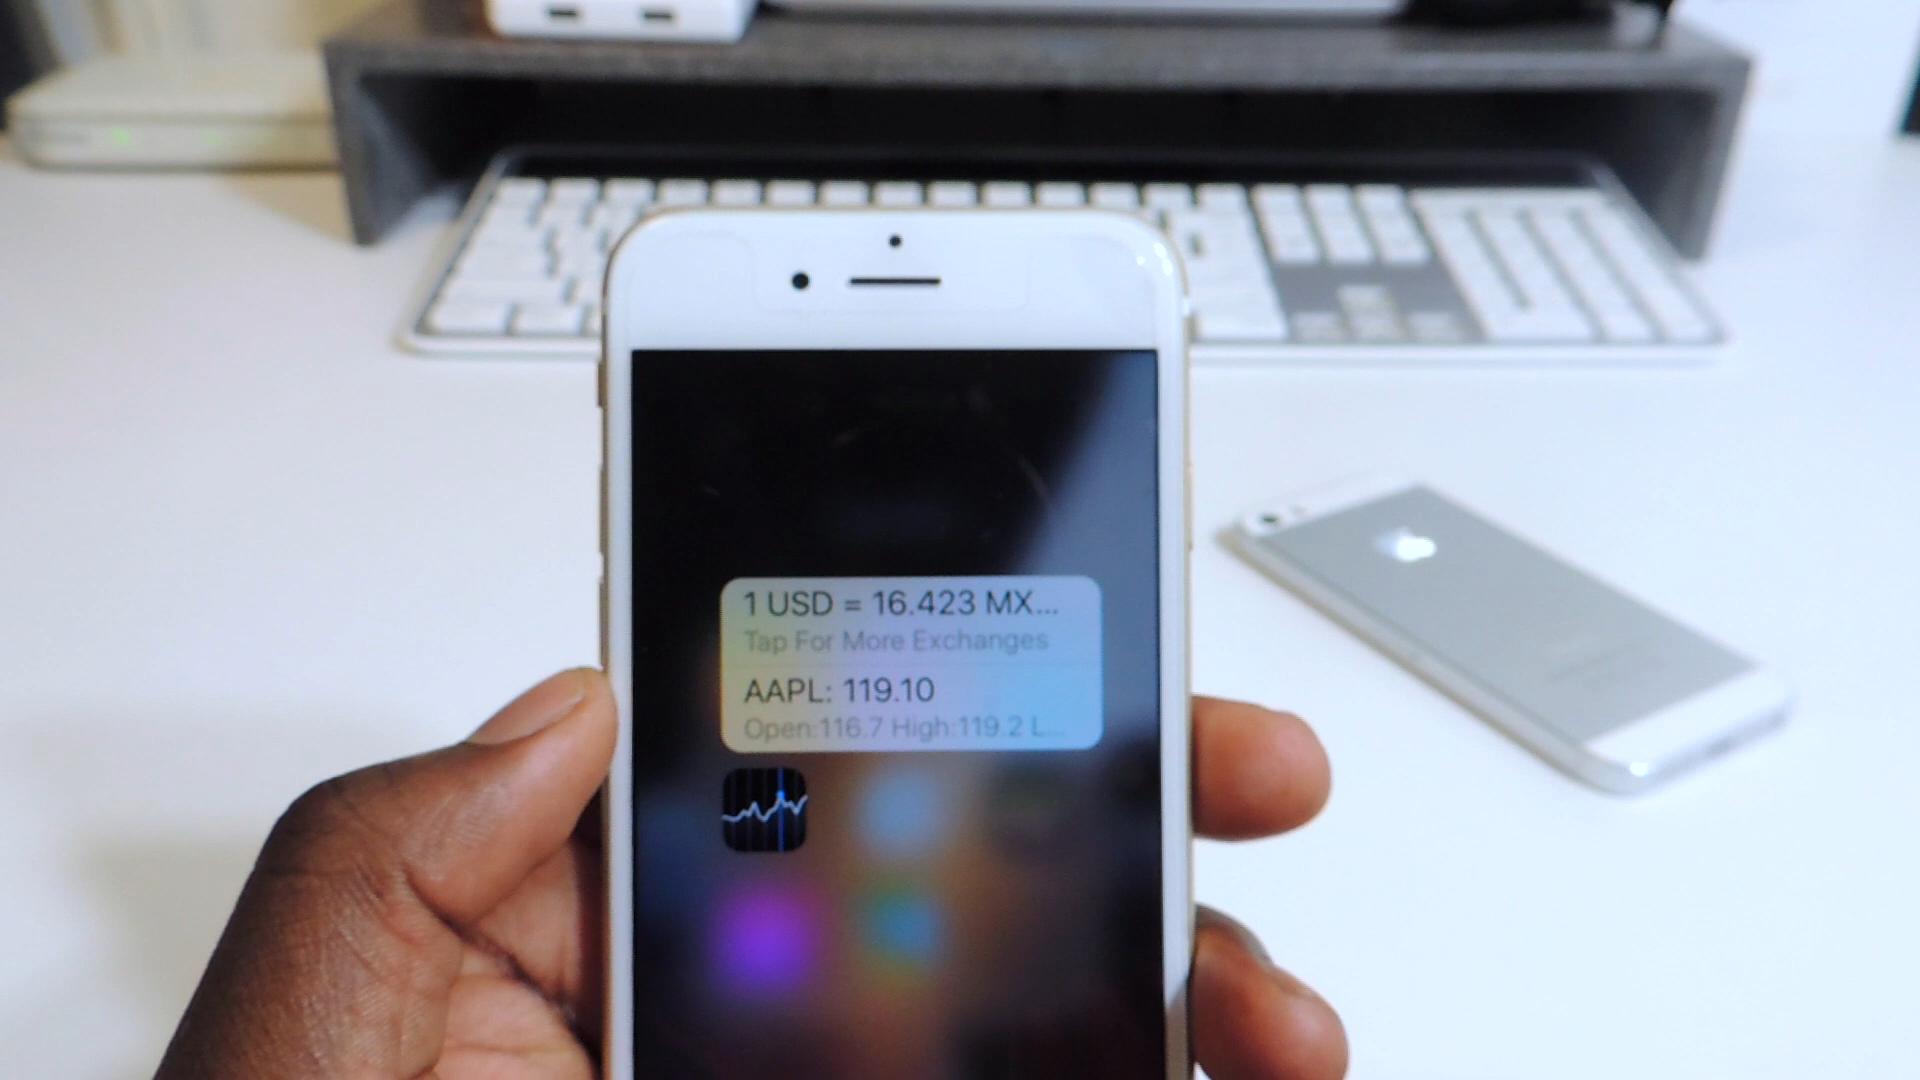 1 USD = 16.423 MX...
Tap For More Exchanges
AAPL: 119.10
Open:116.7 High:119.2 L...